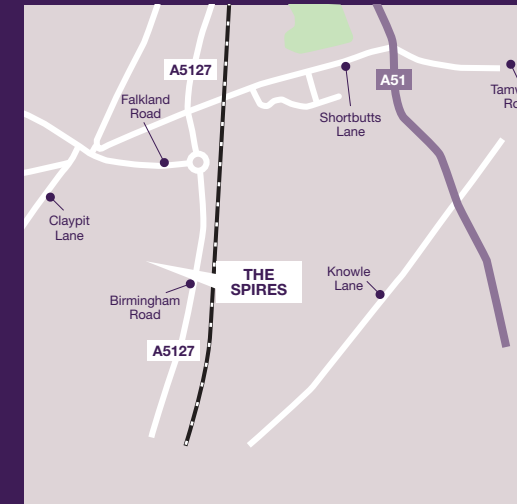 A5127
A51
Falkland
Road
Shortbutts
Lane
Claypit
Lane
THE
SPIRES
Knowle
Lane
Birmingham
Road
A5127